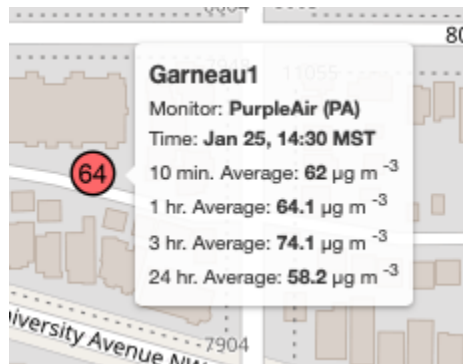 80
Garneau1
11055
Monitor: PurpleAir (PA)
Time: Jan 25, 14:30 MST
10 min. Average: 62 µg m -3
64
1 hr. Average: 64.1 µg m -3
3 hr. Average: 74.1 µg m -3
24 hr. Average: 58.2 µg m -3
iversity Avenue NW
7904